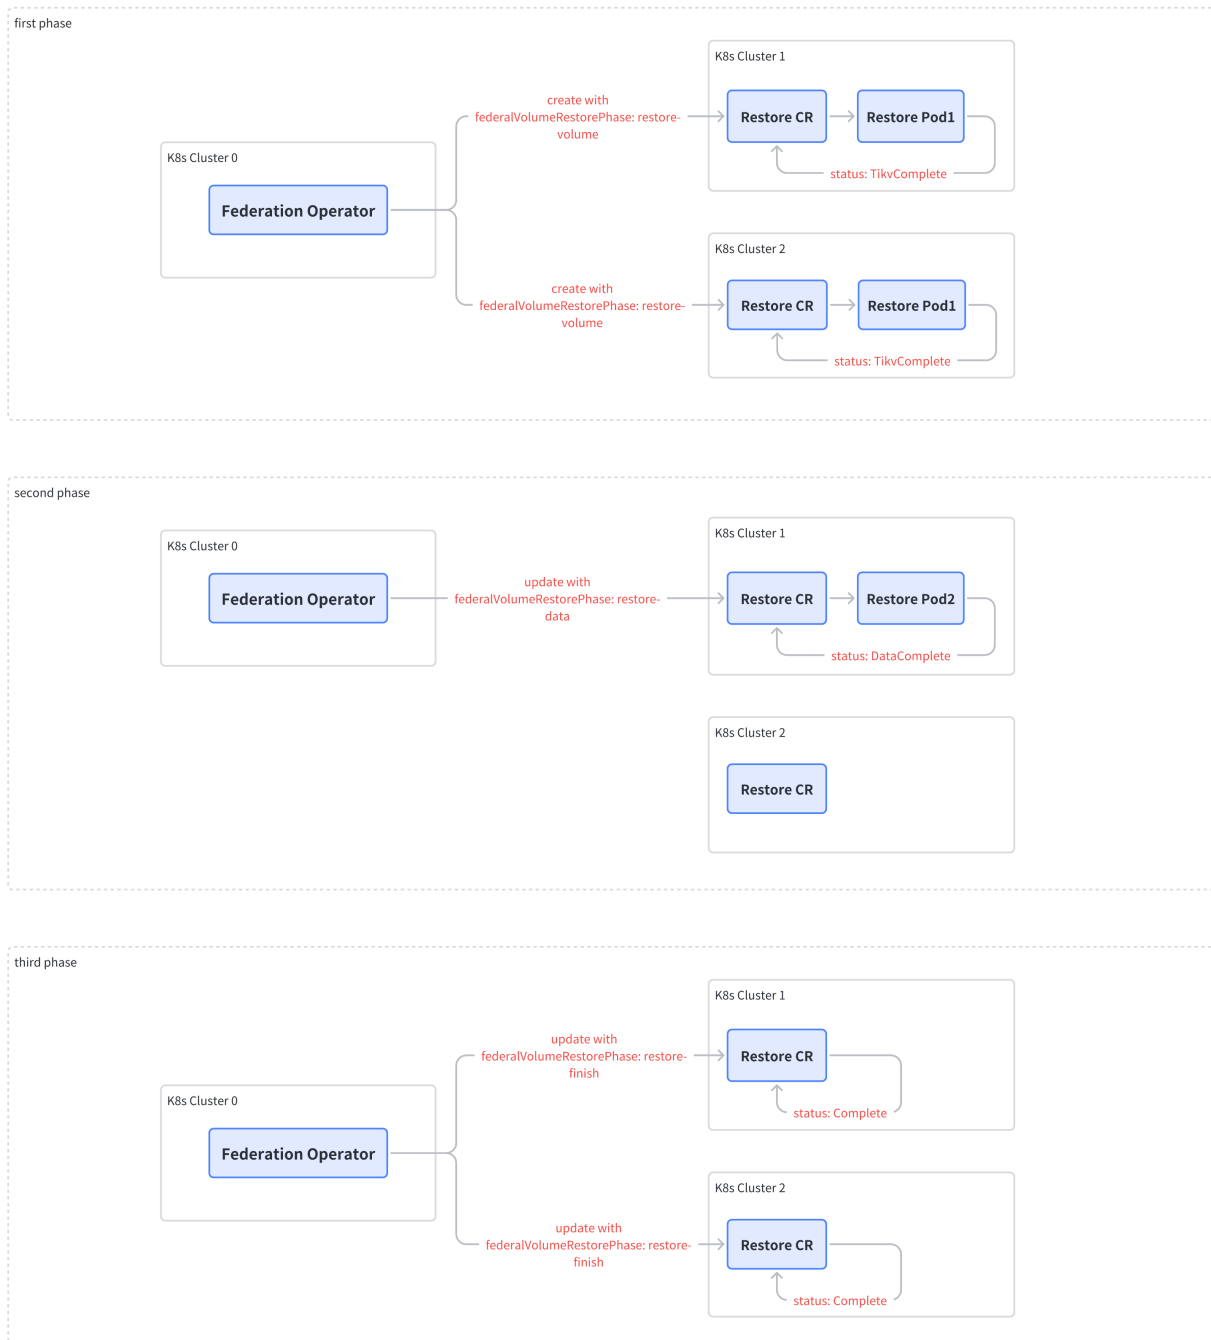 first phase
K8s Cluster 1
create with
federalVolumeRestorePhase: restore-
volume
Restore CR
Restore Pod1
status: TikvComplete
K8s Cluster 0
Federation Operator
K8s Cluster 2
create with
federalVolumeRestorePhase: restore-
volume
Restore CR
Restore Pod1
status: TikvComplete
second phase
K8s Cluster 0
Federation Operator
update with
federalVolumeRestorePhase: restore-
data
K8s Cluster 1
Restore CR
Restore Pod2
status: DataComplete
K8s Cluster 2
Restore CR
third phase
K8s Cluster 1
update with
federalVolumeRestorePhase: restore-
finish
Restore CR
status: Complete
K8s Cluster 0
Federation Operator
K8s Cluster 2
update with
federalVolumeRestorePhase: restore-
finish
Restore CR
status: Complete